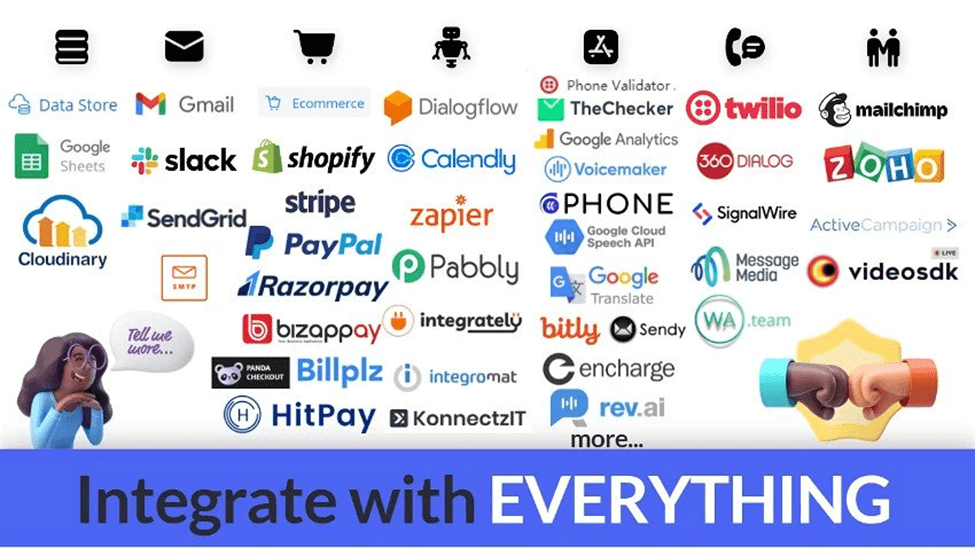 Data Store
Google
Sheets
Cloudinary
Gmail
slack
SendGrid
SMTP
Ecommerce
shopify
stripe
PayPal
Razorpay
bizappay
PANDA
CHECKOUT
Billplz
H
HitPay
Dialogflow
Calendly
zapier
Pabbly
integrately
integromat
KonnectzIT
Phone Validator.
TheChecker
Google Analytics
Voicemaker
PHONE
Google Cloud
Speech API
Google
Translate
bitly
Sendy
encharge
rev.ai
more...
twilio
360 DIALOG
SignalWire
Message
Media
WA.team
mailchimp
ZOHO
ActiveCampaign >
LIVE
videosdk
Tell me
more...
Integrate with EVERYTHING